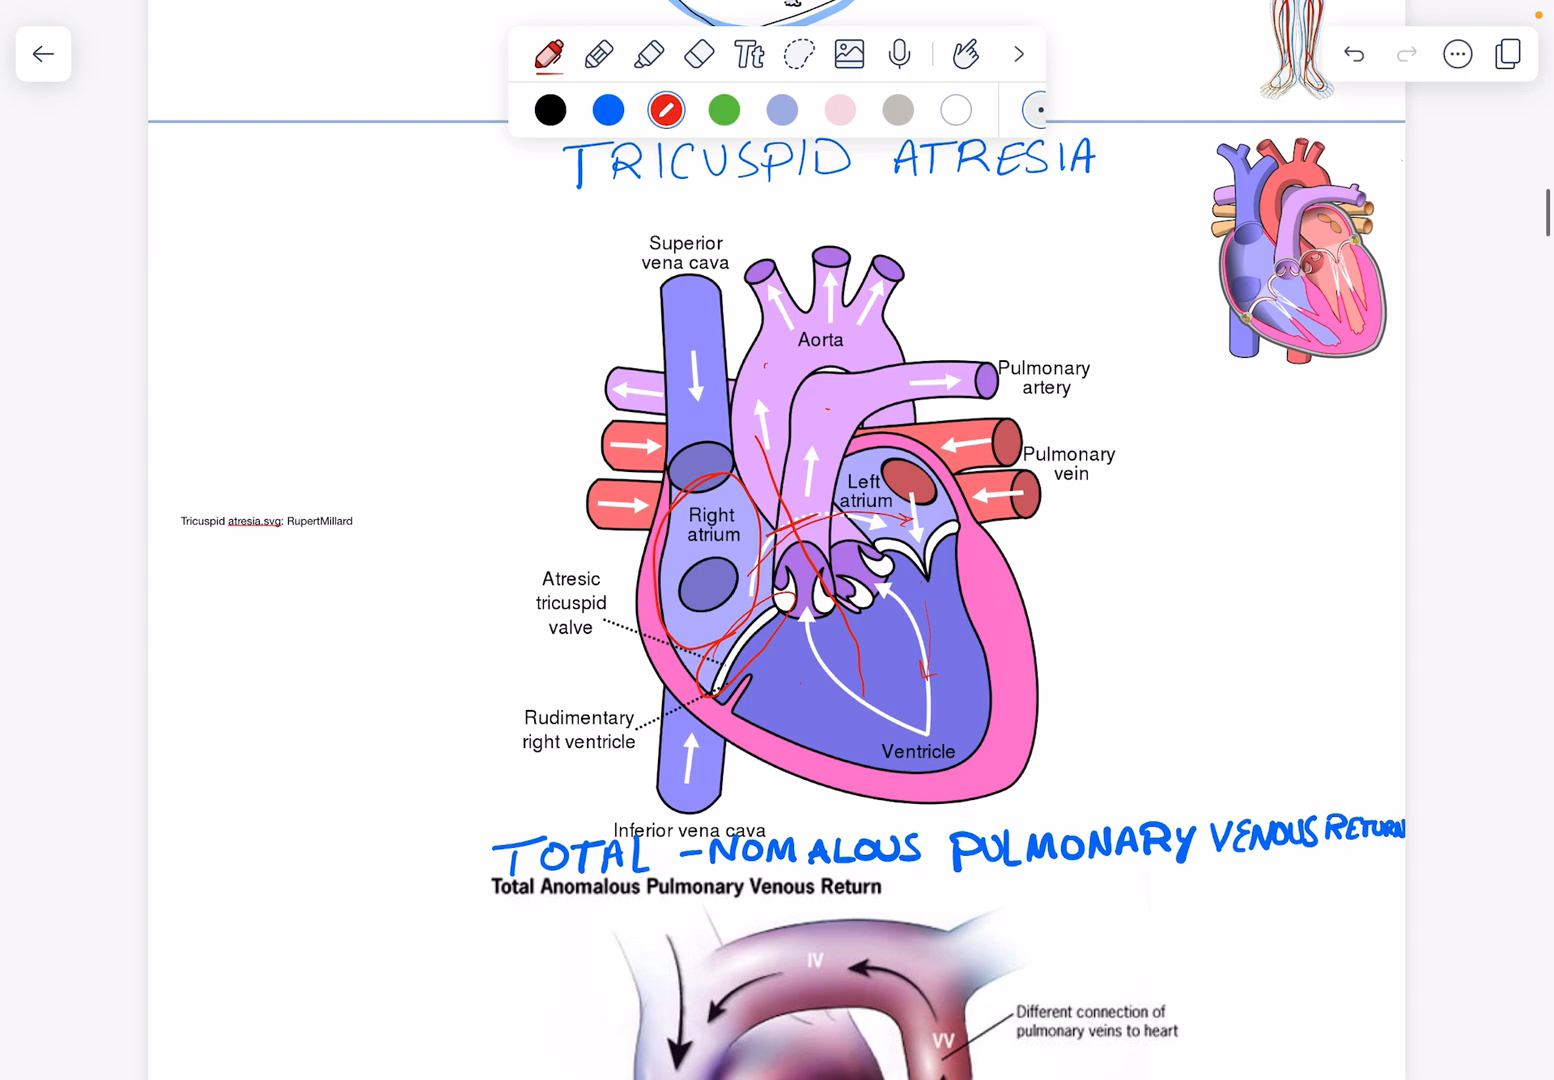 Tt
TRICUSPID ATRESIA
Superior
vena cava
Aorta
Pulmonary
artery
Pulmonary
vein
Left
atrium
Right
atrium
Tricuspid atresia.svg: RupertMillard
Atresic
tricuspid
valve
Rudimentary
right ventricle
Ventricle
Inferior vena cava
TOTAL -NOMALOUS PULMONARY VENOUS RETURN
Total Anomalous Pulmonary Venous Return
IV
Different connection of
pulmonary veins to heart
VV